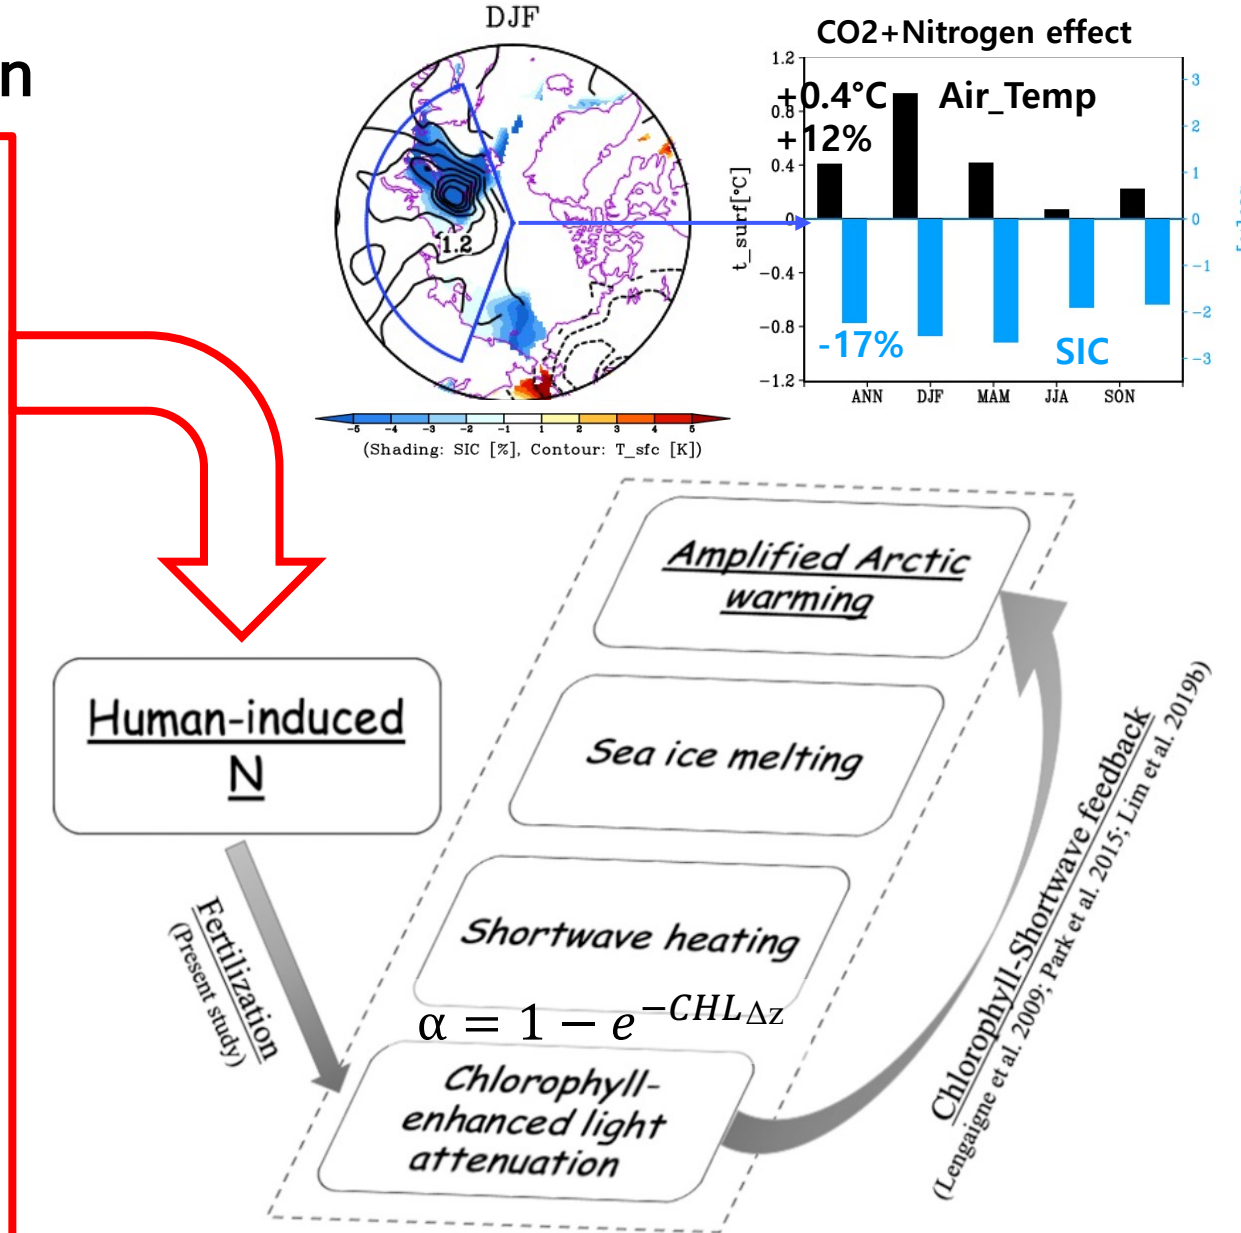 n
DJF
1.2
-5 -4 -3 -2 -1 1 2 3 4 5
(Shading: SIC [%], Contour: T_sfc [K])
CO2+Nitrogen effect
+0.4°C
+12%
Air_Temp
t_surf[°C]
1.2
0.8
0.4
0
-0.4
-0.8
-1.2
3
2
1
0
-1
-2
-3
-17%
SIC
ANN DJF MAM JJA SON
Amplified Arctic
warming
Sea ice melting
Shortwave heating
α = 1 − e^{−CHLΔz}
Chlorophyll-
enhanced light
attenuation
Human-induced
N
Fertilization
(Present study)
Chlorophyll-Shortwave feedback
(Lengaigne et al. 2009; Park et al. 2015; Lim et al. 2019b)